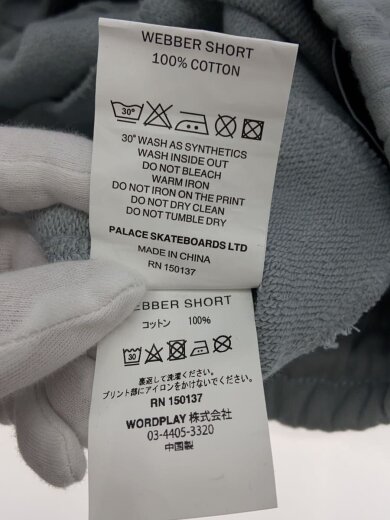 WEBBER SHORT
100% COTTON
30°
30° WASH AS SYNTHETICS
WASH INSIDE OUT
DO NOT BLEACH
WARM IRON
DO NOT IRON ON THE PRINT
DO NOT DRY CLEAN
DO NOT TUMBLE DRY
PALACE SKATEBOARDS LTD
MADE IN CHINA
RN 150137
WEBBER SHORT
コットン 100%
30
裏返して洗濯ください。
プリント部にアイロンをかけないでください。
RN 150137
WORDPLAY 株式会社
03-4405-3320
中国製